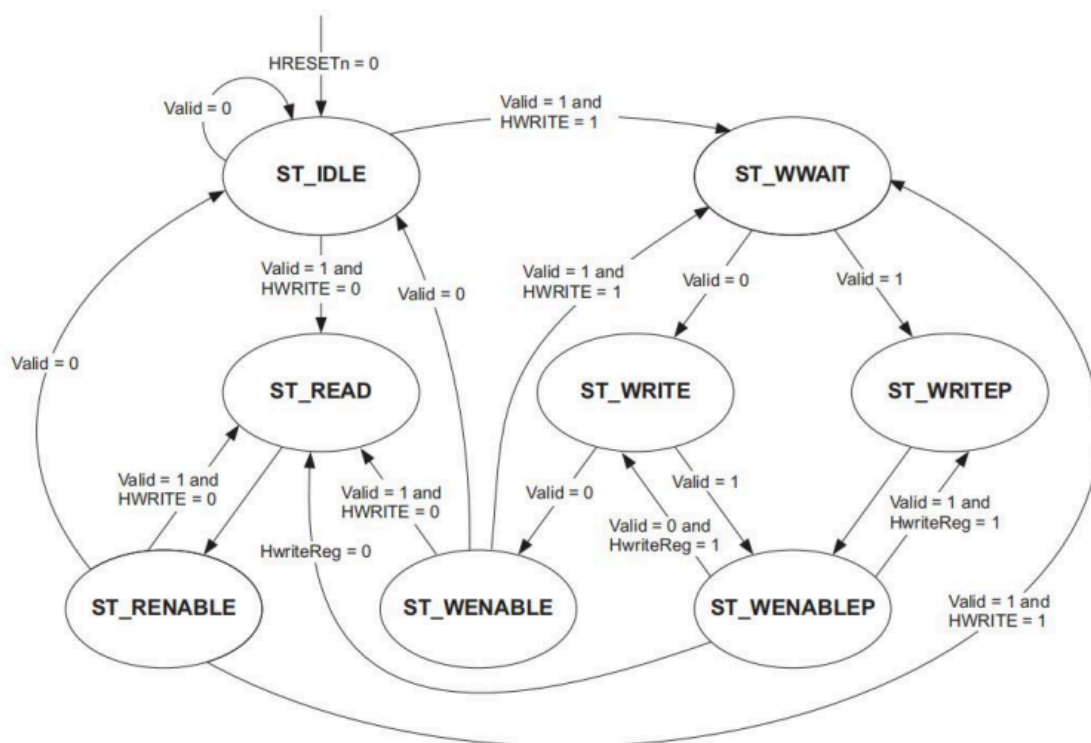 HRESETn = 0
Valid = 0
Valid = 1 and
HWRITE = 1
ST_IDLE
ST_WWAIT
Valid = 1 and
HWRITE = 0
Valid = 0
Valid = 1 and
HWRITE = 1
Valid = 0
Valid = 1
Valid = 0
ST_READ
ST_WRITE
ST_WRITEP
Valid = 1 and
HWRITE = 0
Valid = 1 and
HWRITE = 0
Valid = 0
Valid = 1
Valid = 0 and
HwriteReg = 1
Valid = 1 and
HwriteReg = 1
HwriteReg = 0
ST_RENABLE
ST_WENABLE
ST_WENABLEP
Valid = 1 and
HWRITE = 1